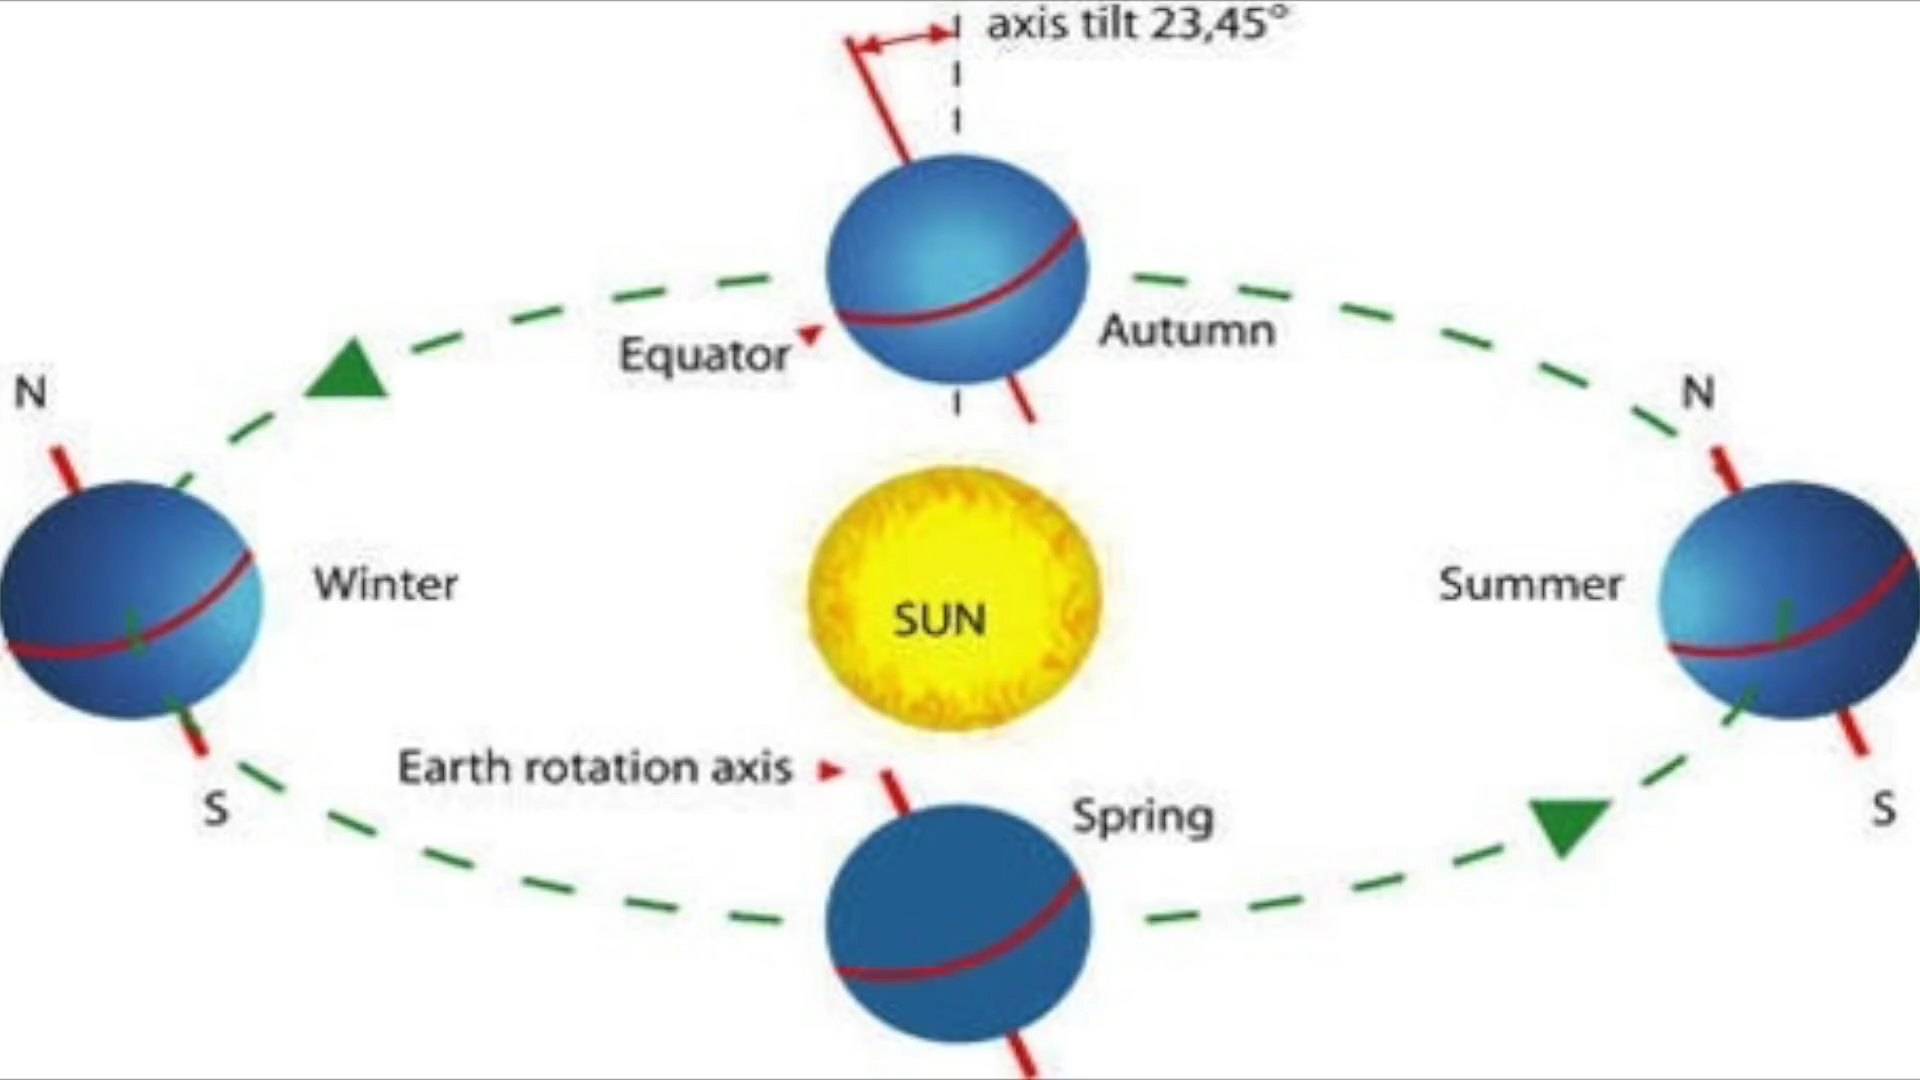 axis tilt 23,45°
Equator
Autumn
N
N
Winter
Summer
SUN
Earth rotation axis
Spring
S
S